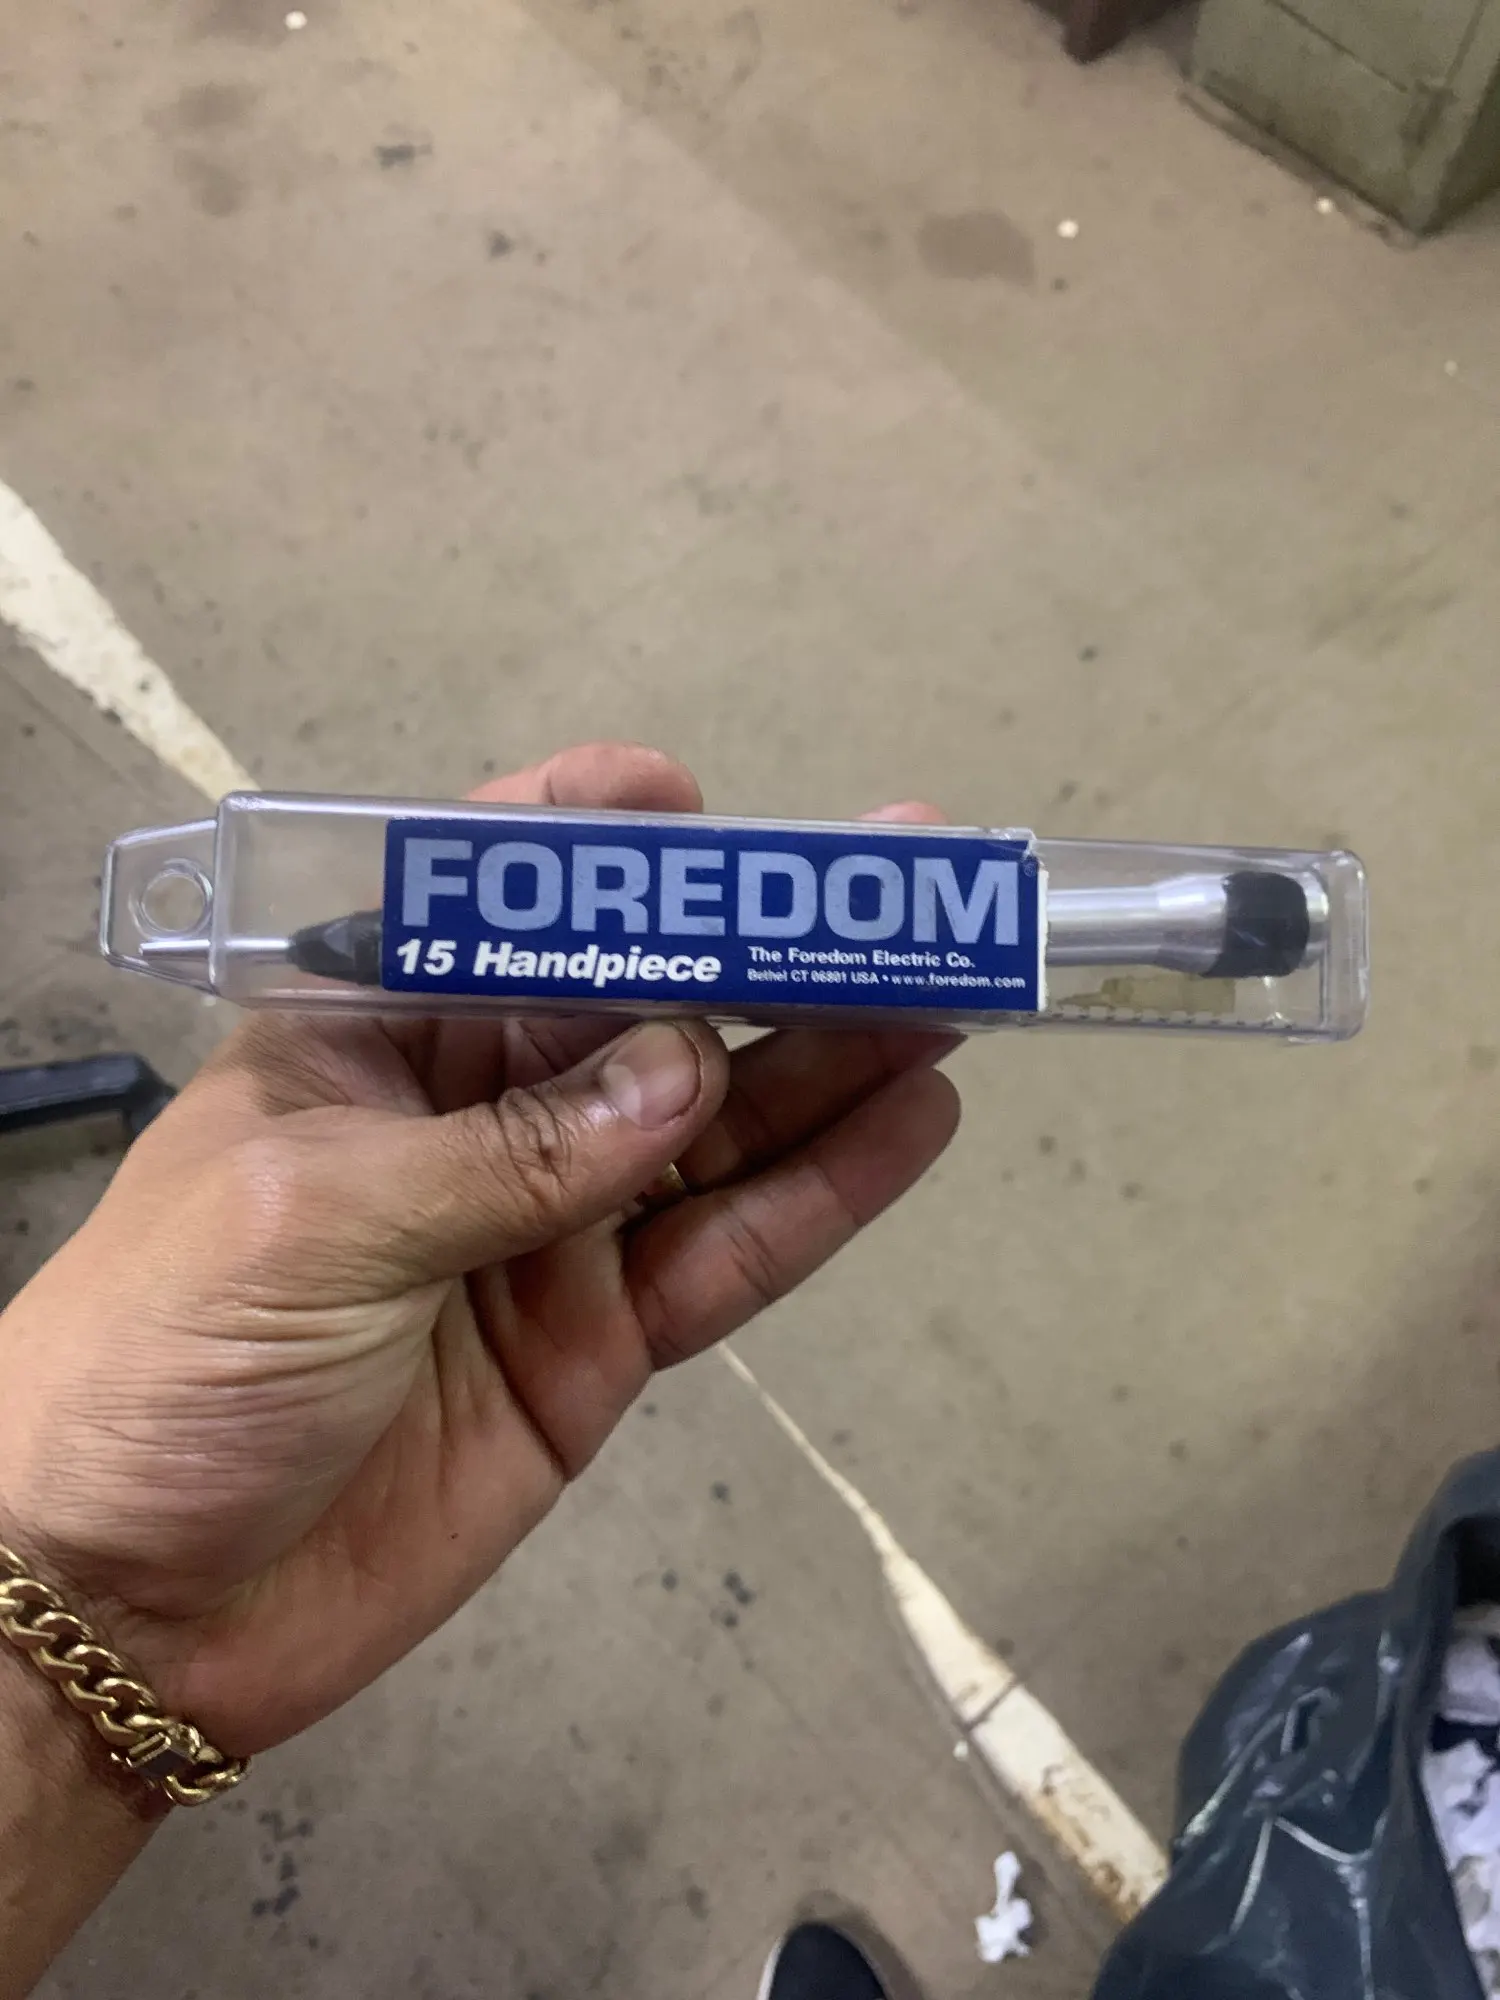 FOREDOM®
15 Handpiece
The Foredom Electric Co.
Bethel CT 06801 USA • www.foredom.com